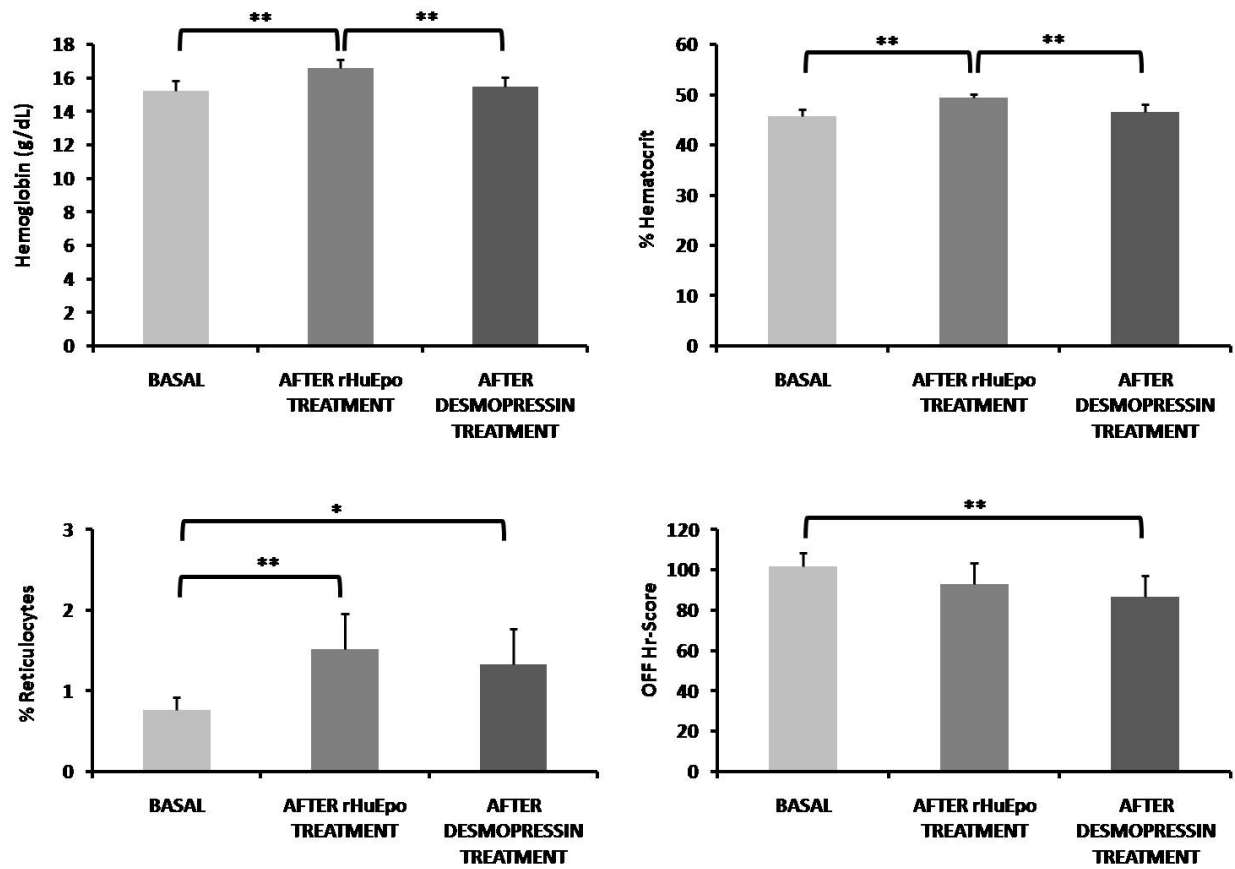 ** **
18
16
14
12
10
8
6
4
2
0
Hemoglobin (g/dL)
BASAL
AFTER rHuEpo
TREATMENT
AFTER
DESMOPRESSIN
TREATMENT
** **
60
50
40
30
20
10
0
% Hematocrit
BASAL
AFTER rHuEpo
TREATMENT
AFTER
DESMOPRESSIN
TREATMENT
*
**
3
2
1
0
% Reticulocytes
BASAL
AFTER rHuEpo
TREATMENT
AFTER
DESMOPRESSIN
TREATMENT
**
120
100
80
60
40
20
0
OFF Hr-Score
BASAL
AFTER rHuEpo
TREATMENT
AFTER
DESMOPRESSIN
TREATMENT